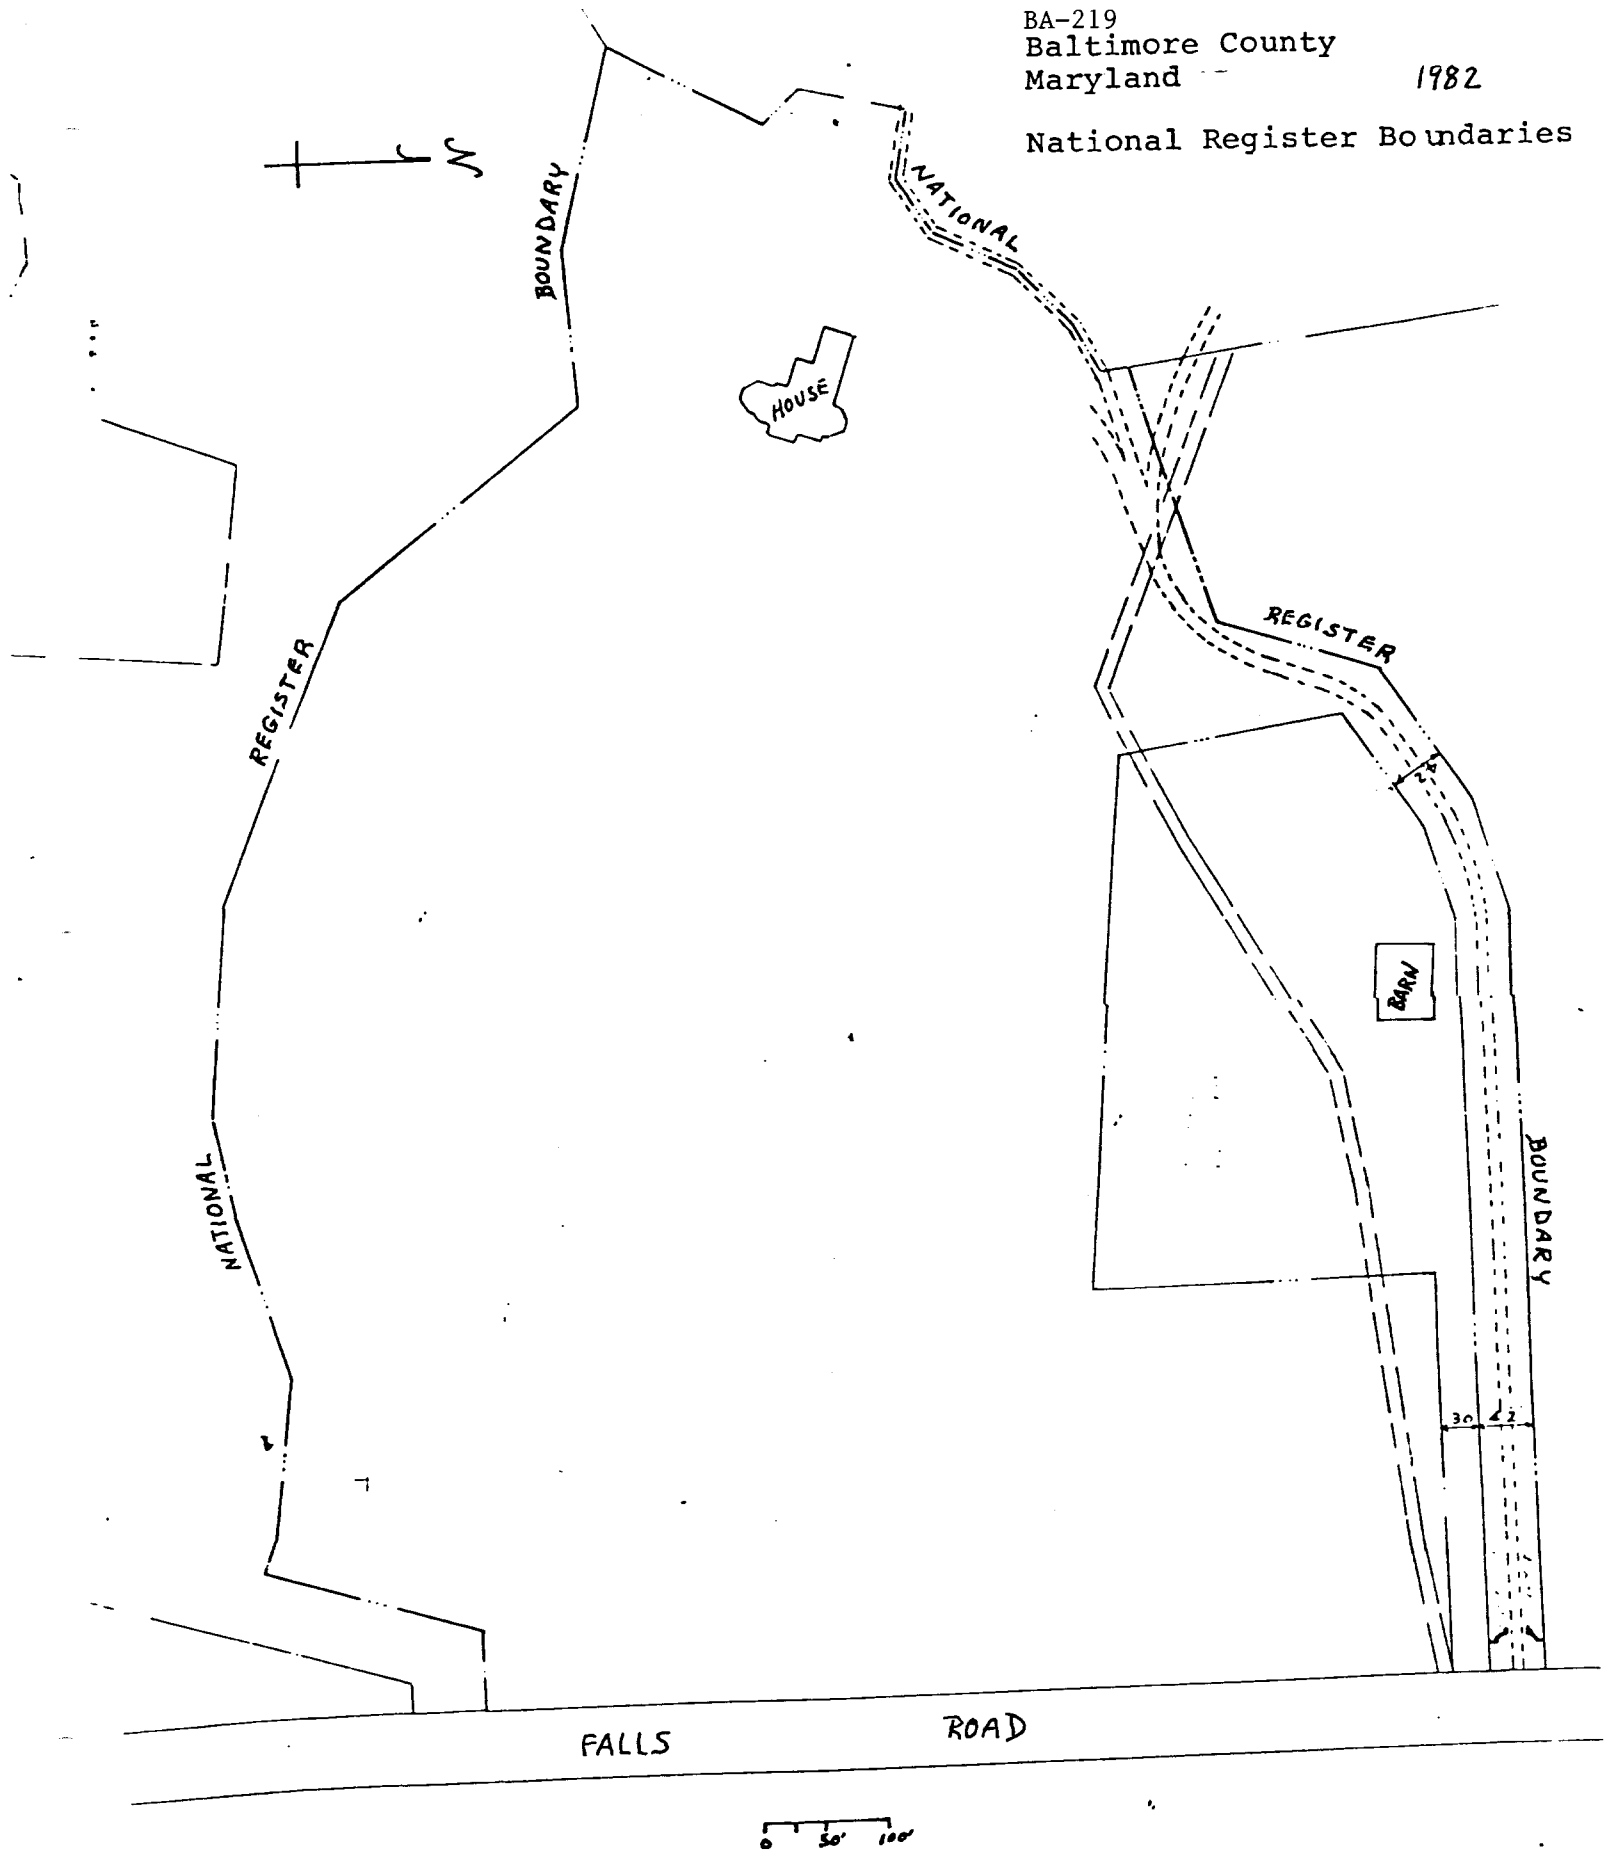 BA-219
Baltimore County
Maryland 1982
National Register Boundaries
N
BOUNDARY
NATIONAL
HOUSE
REGISTER
REGISTER
BARN
NATIONAL
BOUNDARY
30 42
FALLS ROAD
0 50' 100'